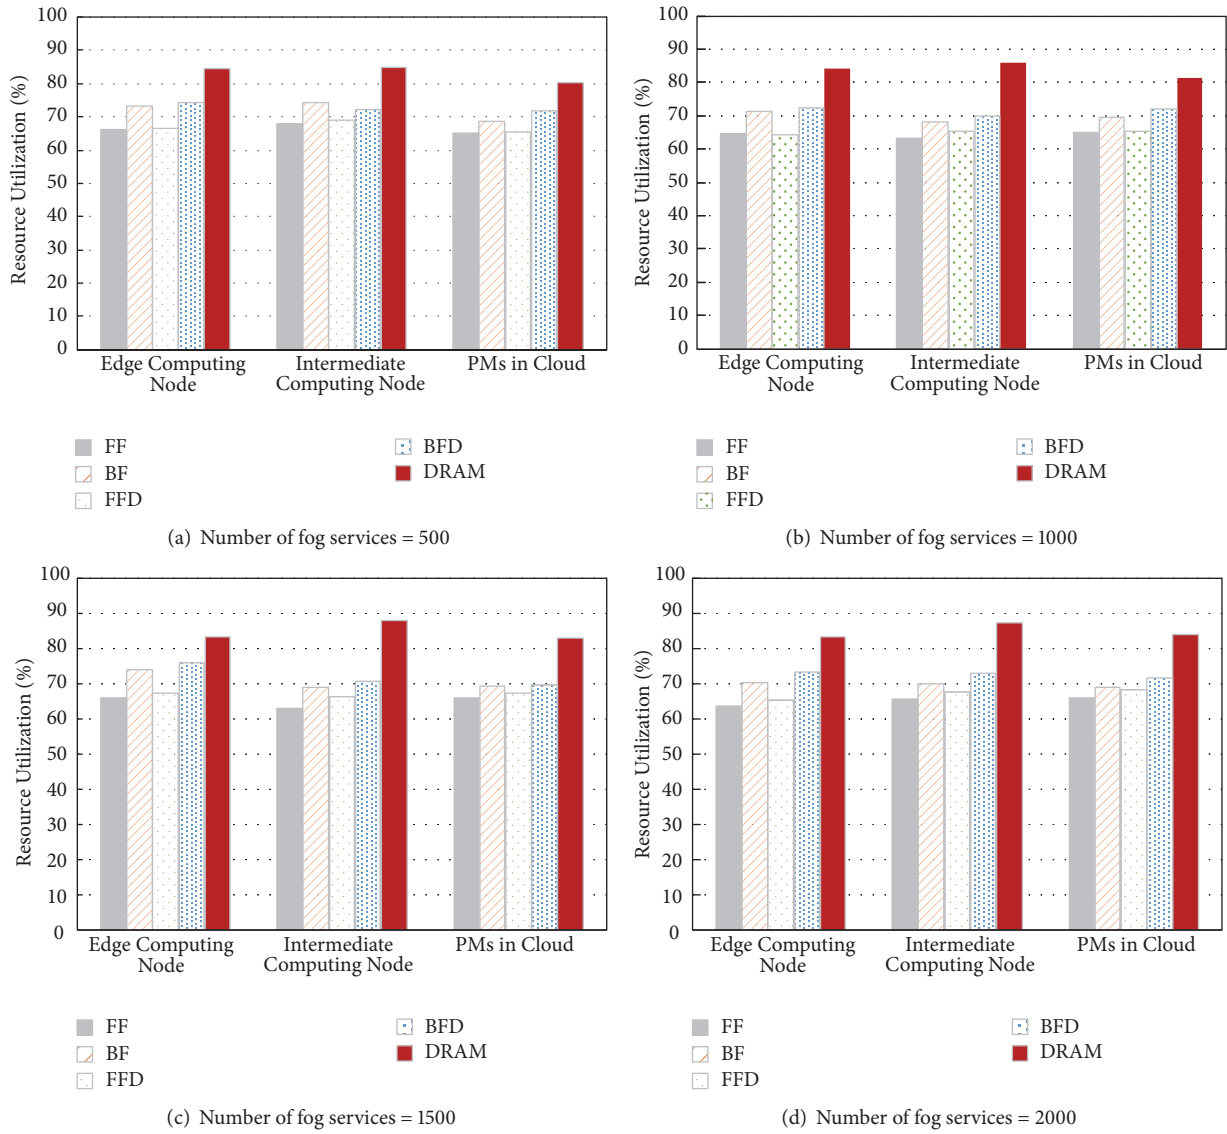 100
90
80
70
60
50
40
30
20
10
0
Resource Utilization (%)
Edge Computing
Node
Intermediate
Computing Node
PMs in Cloud
FF
BF
FFD
BFD
DRAM
(a) Number of fog services = 500
100
90
80
70
60
50
40
30
20
10
0
Resource Utilization (%)
Edge Computing
Node
Intermediate
Computing Node
PMs in Cloud
FF
BF
FFD
BFD
DRAM
(b) Number of fog services = 1000
100
90
80
70
60
50
40
30
20
10
0
Resource Utilization (%)
Edge Computing
Node
Intermediate
Computing Node
PMs in Cloud
FF
BF
FFD
BFD
DRAM
(c) Number of fog services = 1500
100
90
80
70
60
50
40
30
20
10
0
Resource Utilization (%)
Edge Computing
Node
Intermediate
Computing Node
PMs in Cloud
FF
BF
FFD
BFD
DRAM
(d) Number of fog services = 2000